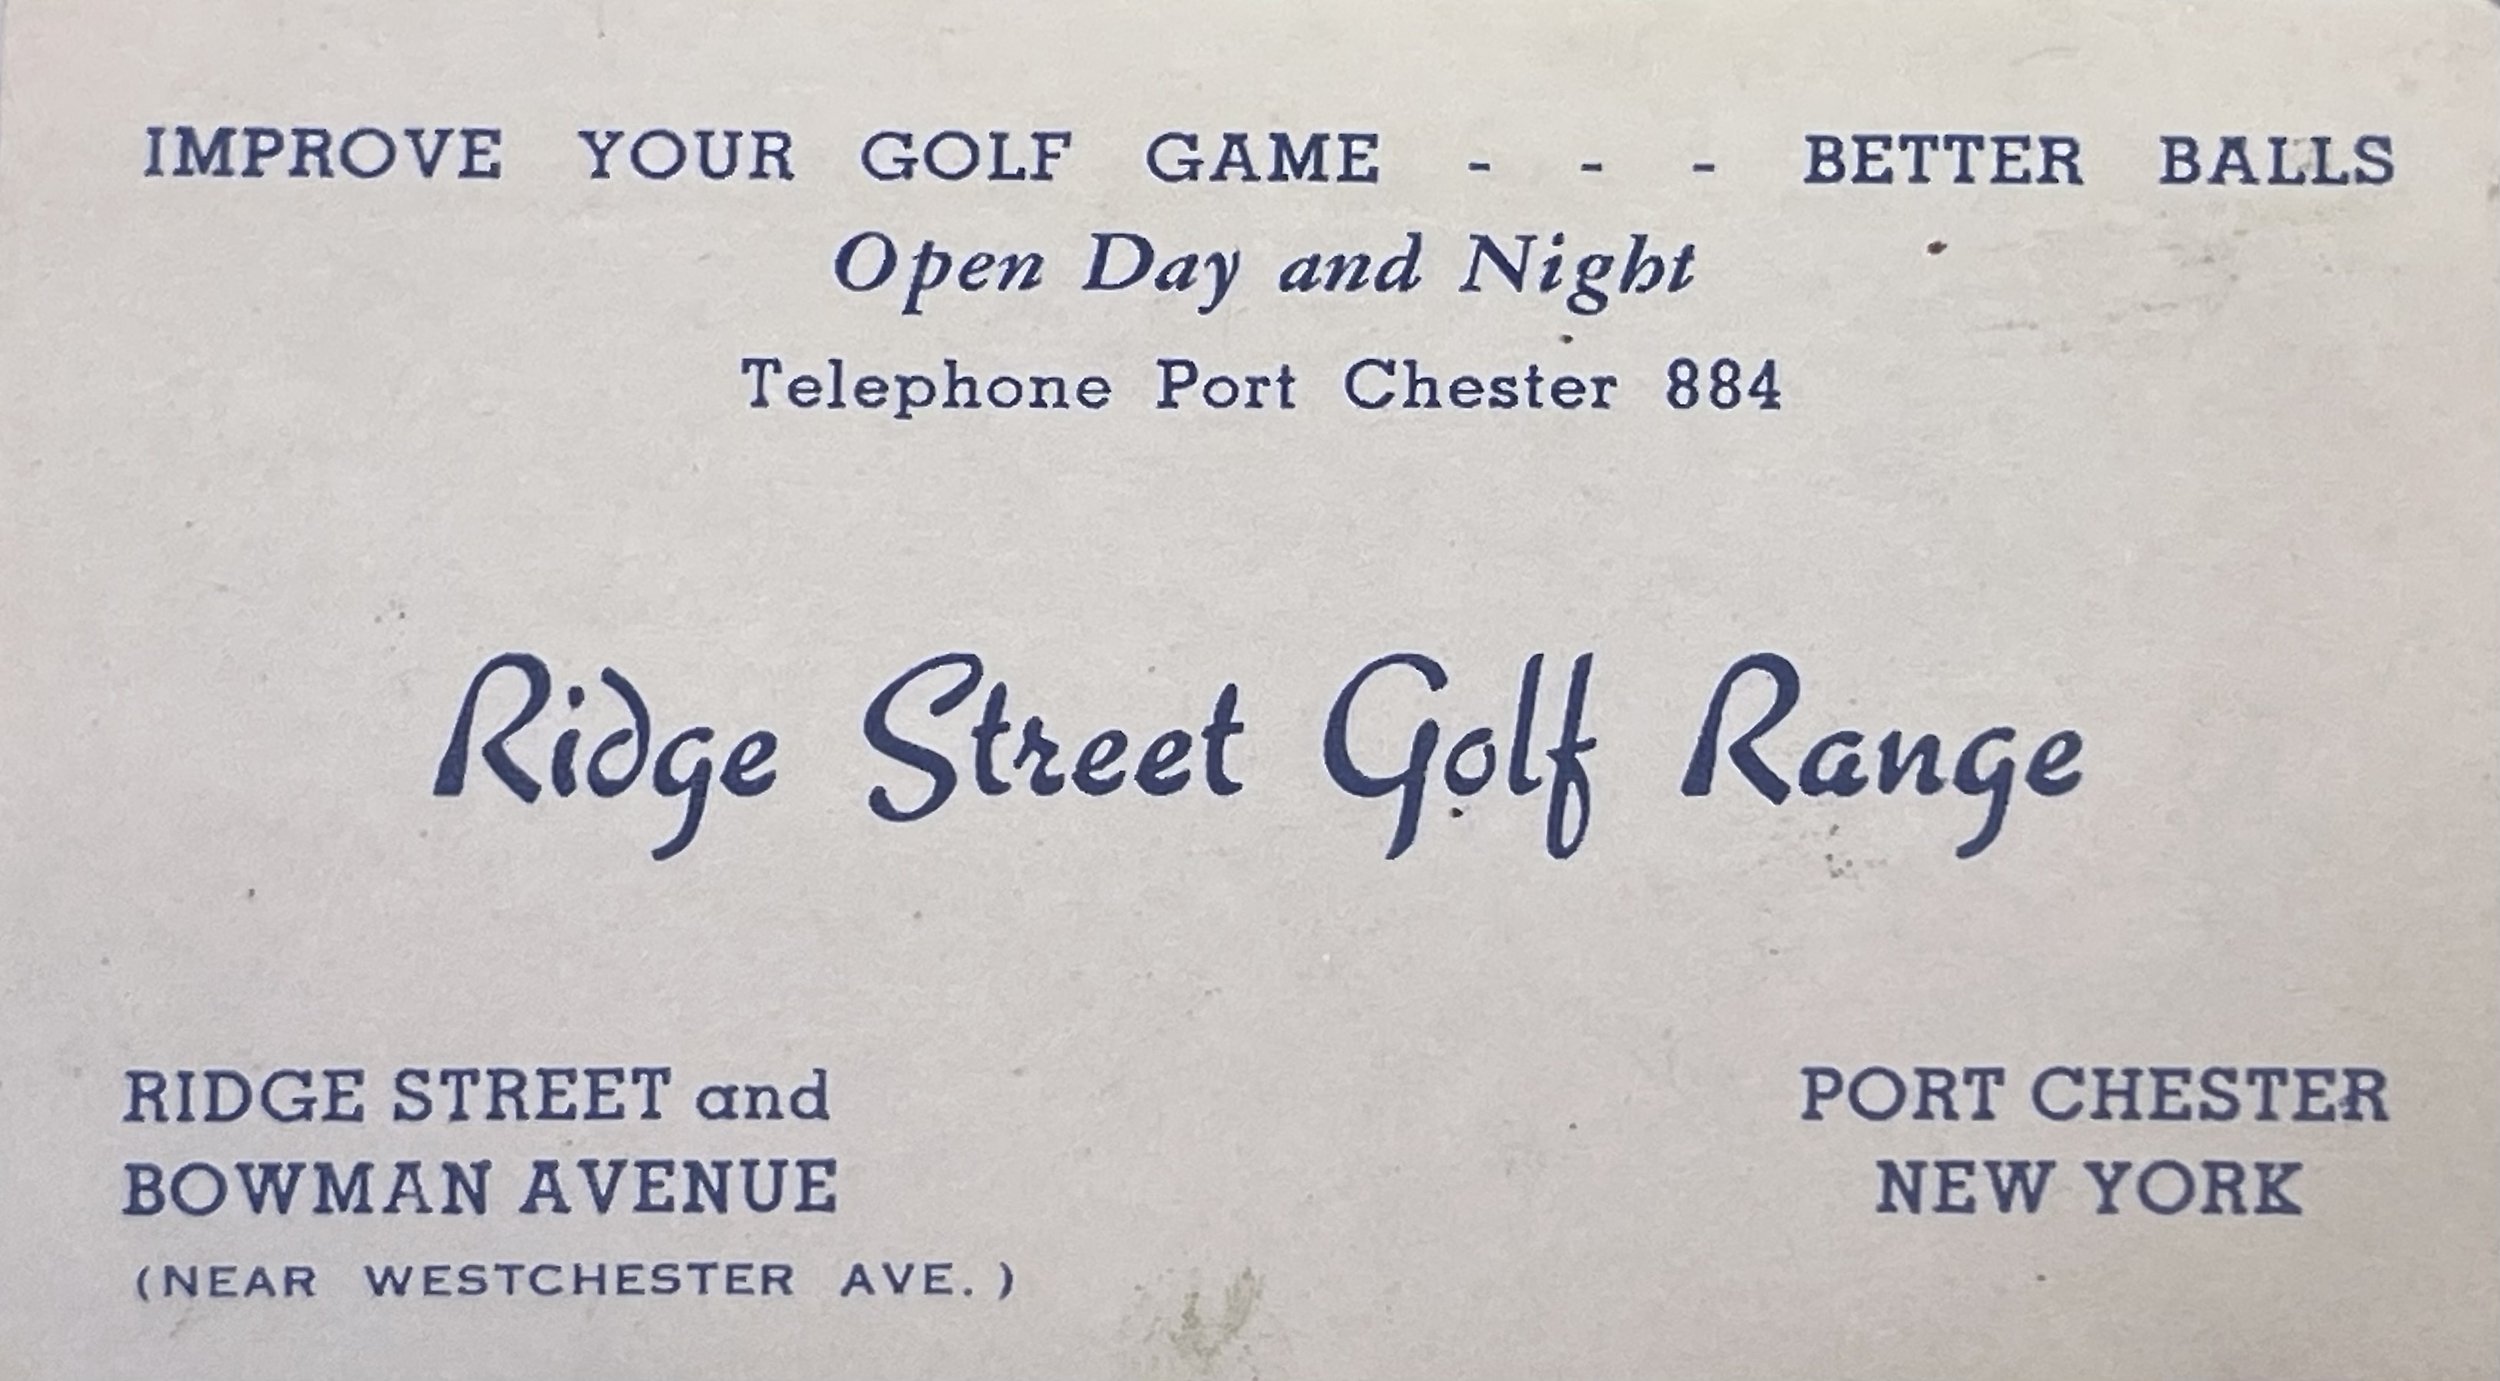 IMPROVE YOUR GOLF GAME - - - BETTER BALLS
Open Day and Night
Telephone Port Chester 884
Ridge Street Golf Range
RIDGE STREET and
BOWMAN AVENUE
(NEAR WESTCHESTER AVE.)
PORT CHESTER
NEW YORK